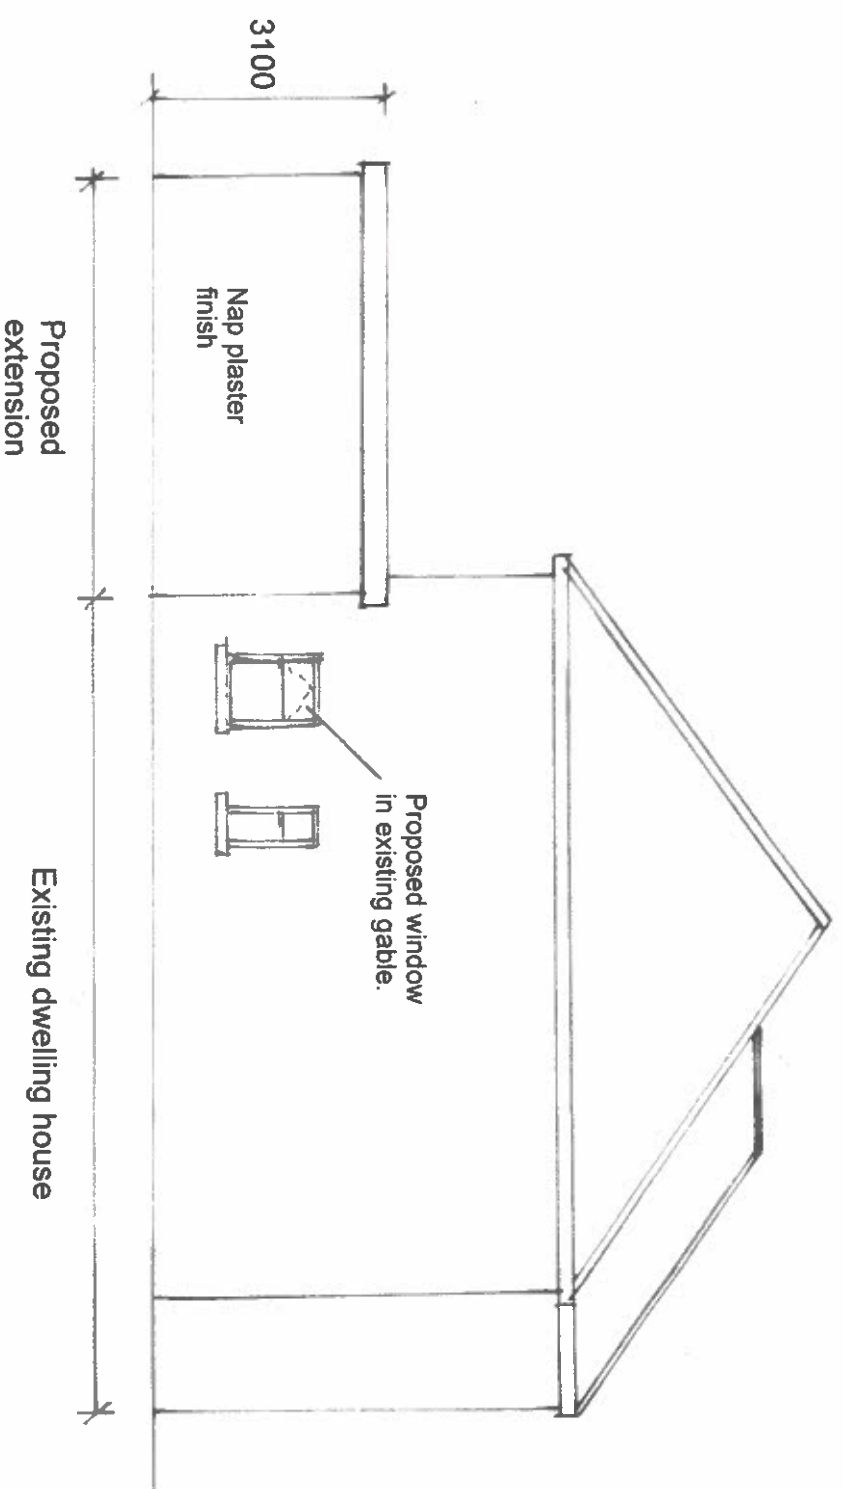 3100
Nap plaster
finish
Proposed window
in existing gable.
Proposed
extension
Existing dwelling house